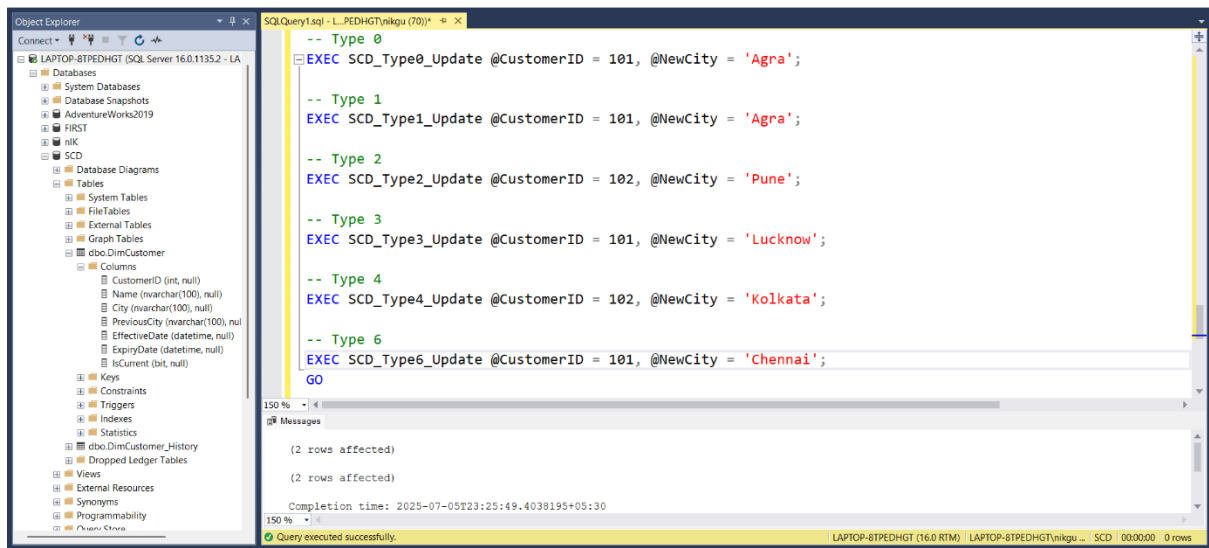 Object Explorer
Connect
LAPTOP-8TPEDHGT (SQL Server 16.0.1135.2 - LA
Databases
System Databases
Database Snapshots
AdventureWorks2019
FIRST
nIK
SCD
Database Diagrams
Tables
System Tables
FileTables
External Tables
Graph Tables
dbo.DimCustomer
Columns
CustomerID (int, null)
Name (nvarchar(100), null)
City (nvarchar(100), null)
PreviousCity (nvarchar(100), nul
EffectiveDate (datetime, null)
ExpiryDate (datetime, null)
IsCurrent (bit, null)
Keys
Constraints
Triggers
Indexes
Statistics
dbo.DimCustomer_History
Dropped Ledger Tables
Views
External Resources
Synonyms
Programmability
Query Store
SQLQuery1.sql - L...PEDHGT\nikgu (70))*
-- Type 0
EXEC SCD_Type0_Update @CustomerID = 101, @NewCity = 'Agra';
-- Type 1
EXEC SCD_Type1_Update @CustomerID = 101, @NewCity = 'Agra';
-- Type 2
EXEC SCD_Type2_Update @CustomerID = 102, @NewCity = 'Pune';
-- Type 3
EXEC SCD_Type3_Update @CustomerID = 101, @NewCity = 'Lucknow';
-- Type 4
EXEC SCD_Type4_Update @CustomerID = 102, @NewCity = 'Kolkata';
-- Type 6
EXEC SCD_Type6_Update @CustomerID = 101, @NewCity = 'Chennai';
GO
150 %
Messages
(2 rows affected)
(2 rows affected)
Completion time: 2025-07-05T23:25:49.4038195+05:30
150 %
Query executed successfully.
LAPTOP-8TPEDHGT (16.0 RTM)
LAPTOP-8TPEDHGT\nikgu ...
SCD
00:00:00
0 rows